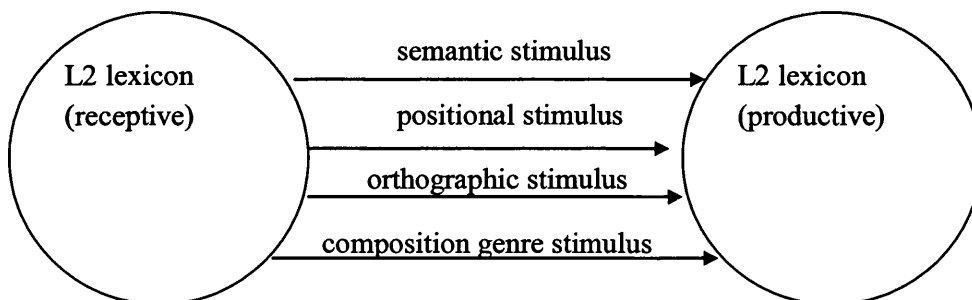 L2 lexicon
(receptive)
semantic stimulus
positional stimulus
orthographic stimulus
composition genre stimulus
L2 lexicon
(productive)